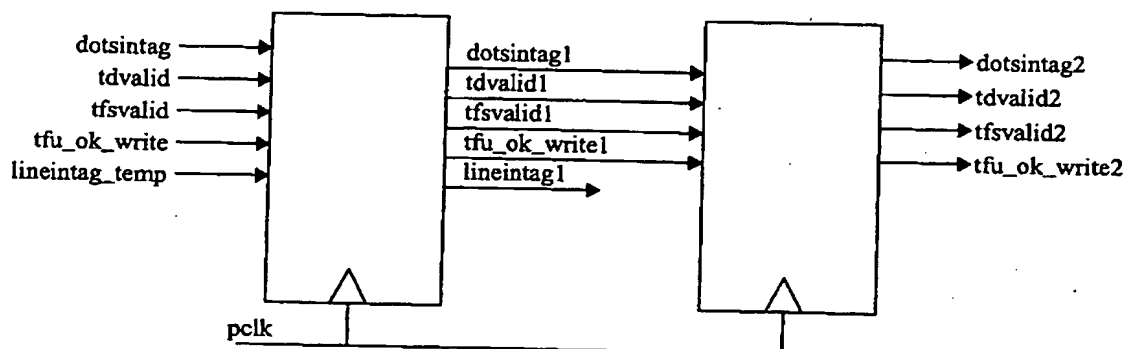 dotsintag
tdvalid
tfsvalid
tfu_ok_write
lineintag_temp
dotsintag1
tdvalid1
tfsvalid1
tfu_ok_write1
lineintag1
dotsintag2
tdvalid2
tfsvalid2
tfu_ok_write2
pclk